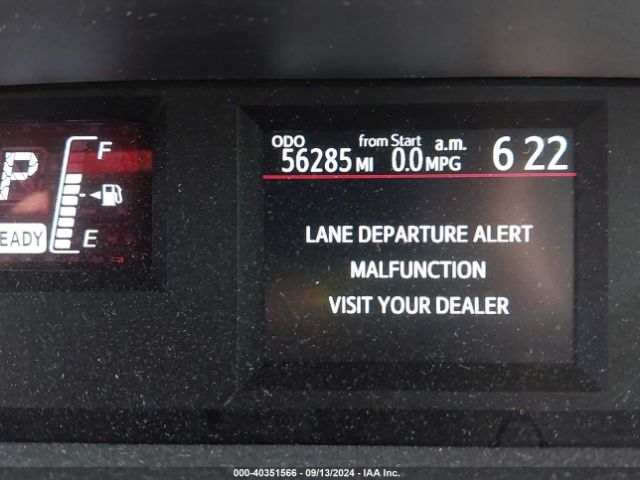 ODO from Start a.m.
56285 MI 0.0 MPG 6 22
LANE DEPARTURE ALERT
MALFUNCTION
VISIT YOUR DEALER
F
P
EADY
E
000-40351566 - 09/13/2024 - IAA Inc.